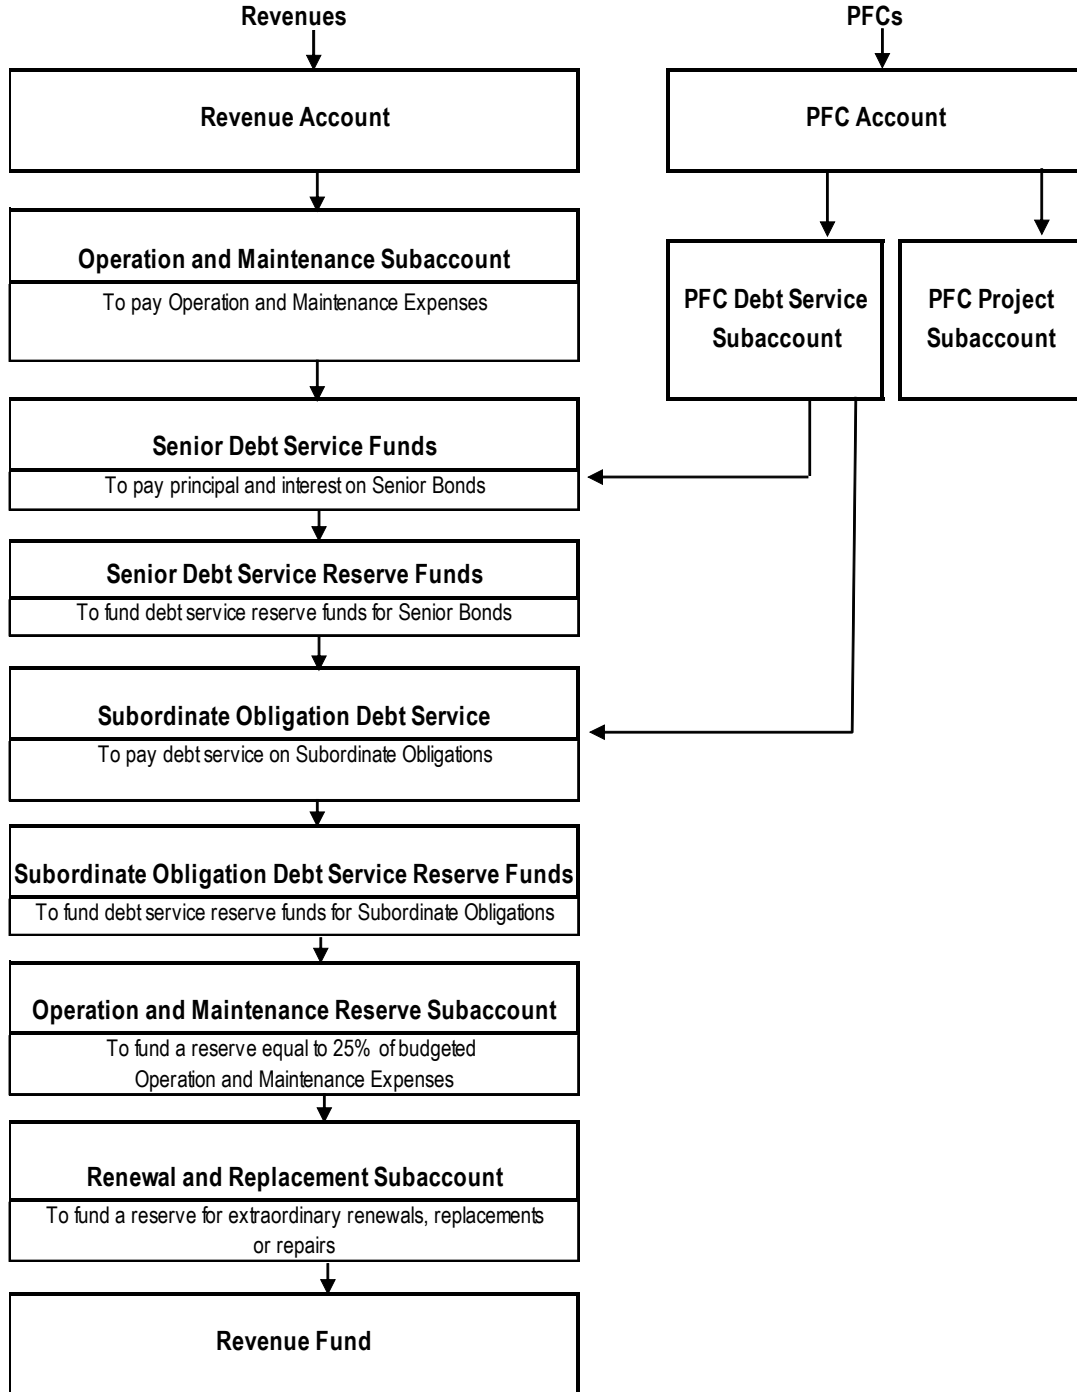 Revenues
PFCs
Revenue Account
PFC Account
Operation and Maintenance Subaccount
To pay Operation and Maintenance Expenses
PFC Debt Service
Subaccount
PFC Project
Subaccount
Senior Debt Service Funds
To pay principal and interest on Senior Bonds
Senior Debt Service Reserve Funds
To fund debt service reserve funds for Senior Bonds
Subordinate Obligation Debt Service
To pay debt service on Subordinate Obligations
Subordinate Obligation Debt Service Reserve Funds
To fund debt service reserve funds for Subordinate Obligations
Operation and Maintenance Reserve Subaccount
To fund a reserve equal to 25% of budgeted
Operation and Maintenance Expenses
Renewal and Replacement Subaccount
To fund a reserve for extraordinary renewals, replacements
or repairs
Revenue Fund